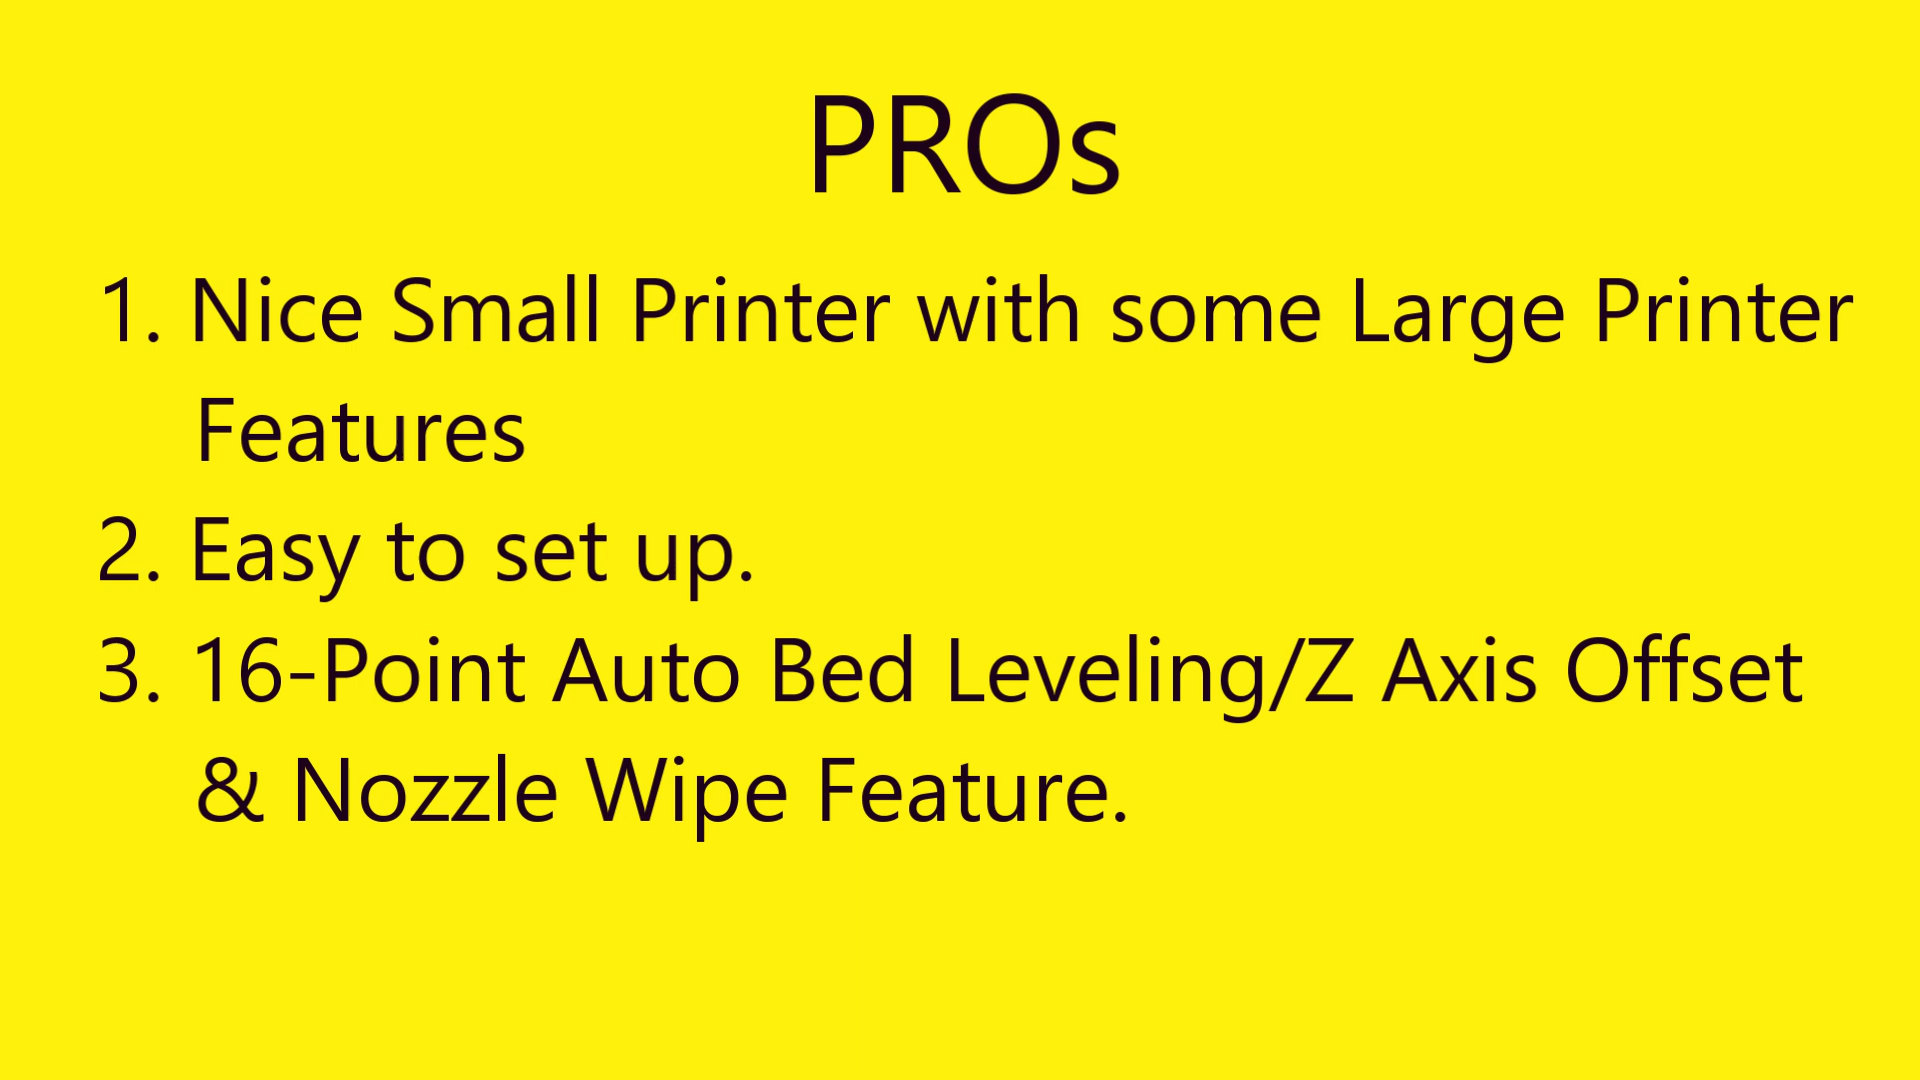 PROs
1. Nice Small Printer with some Large Printer
Features
2. Easy to set up.
3. 16-Point Auto Bed Leveling/Z Axis Offset
& Nozzle Wipe Feature.